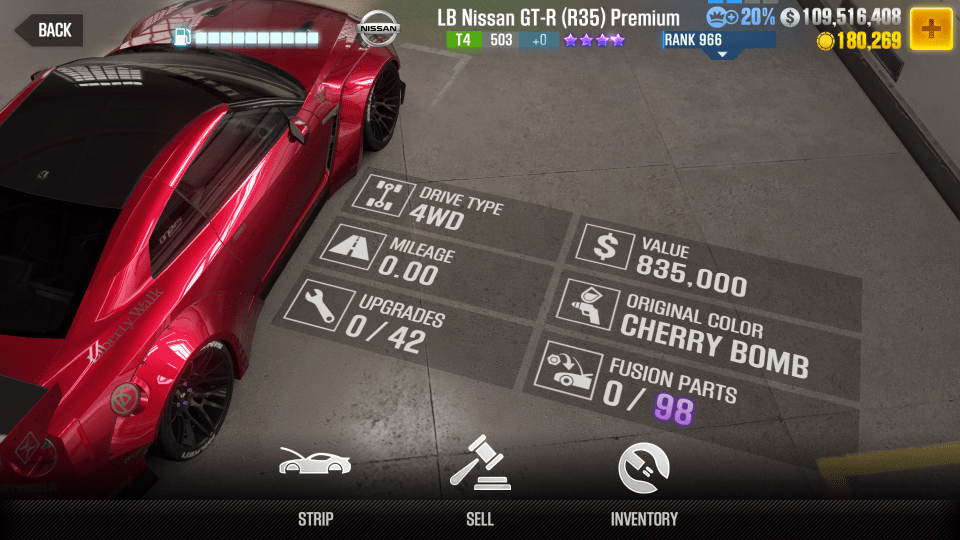 BACK
NISSAN
LB Nissan GT-R (R35) Premium
T4
503
+0
20%
109,516,408
RANK 966
180,269
DRIVE TYPE
4WD
MILEAGE
0.00
UPGRADES
0 / 42
VALUE
835,000
ORIGINAL COLOR
CHERRY BOMB
FUSION PARTS
0 / 98
Liberty Walk
STRIP
SELL
INVENTORY